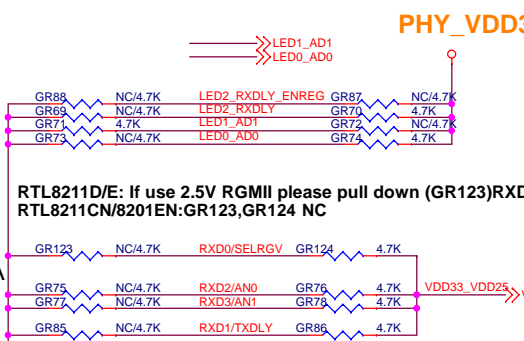 PHY_VDD3
LED1_AD1
LED0_AD0
GR88 NC/4.7K LED2_RXDLY_ENREG GR87 NC/4.7K
GR69 NC/4.7K LED2_RXDLY GR70 4.7K
GR71 4.7K LED1_AD1 GR72 NC/4.7K
GR73 NC/4.7K LED0_AD0 GR74 4.7K
RTL8211D/E: If use 2.5V RGMII please pull down (GR123)RXD
RTL8211CN/8201EN:GR123,GR124 NC
GR123 NC/4.7K RXD0/SELRGV GR124 4.7K
GR75 NC/4.7K RXD2/AN0 GR76 4.7K VDD33_VDD25
GR77 NC/4.7K RXD3/AN1 GR78 4.7K
GR85 NC/4.7K RXD1/TXDLY GR86 4.7K